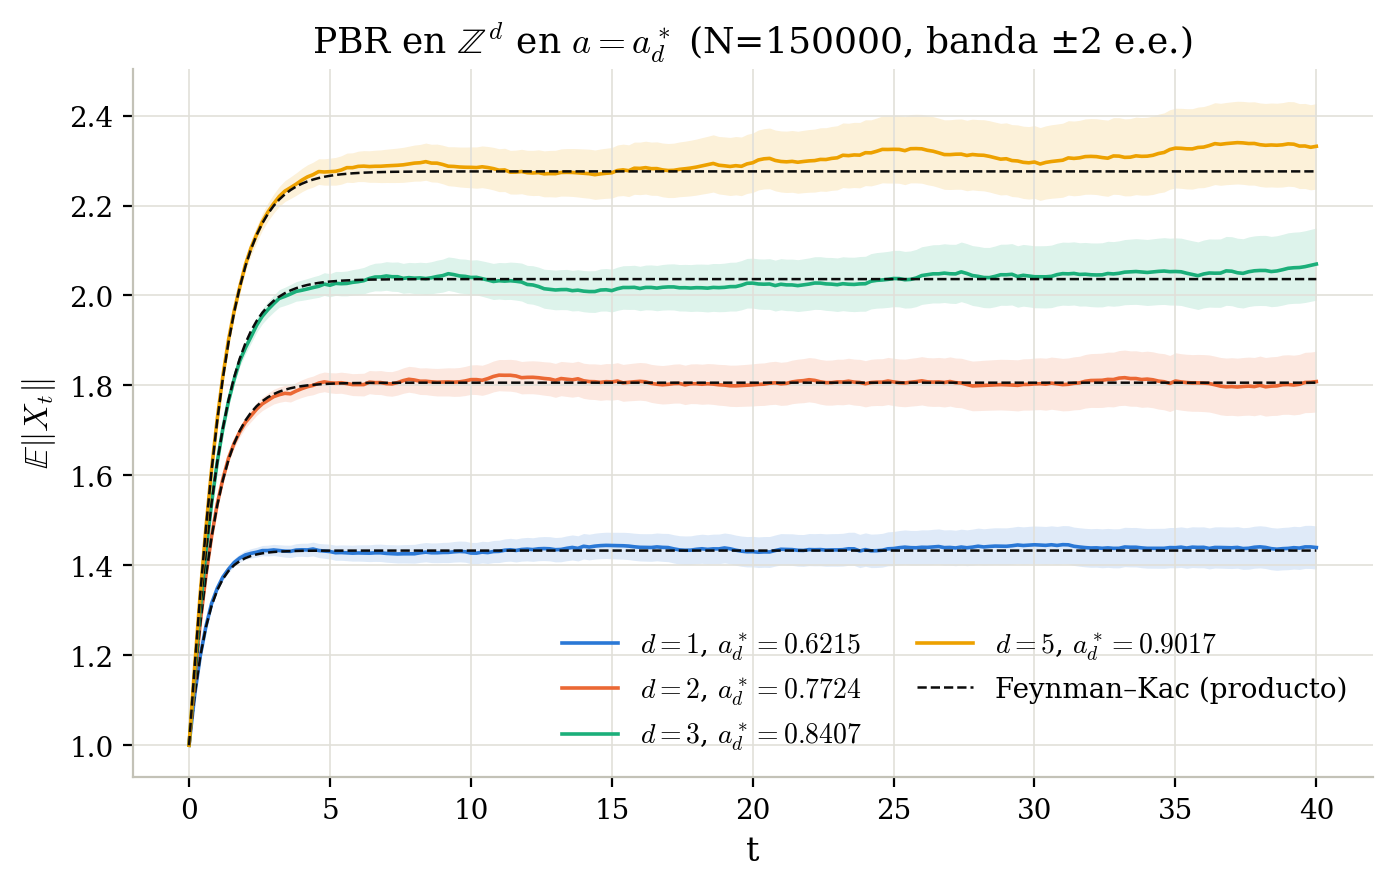 PBR en ℤ^d en a = a_d^* (N=150000, banda ±2 e.e.)
𝔼||X_t||
2.4
2.2
2.0
1.8
1.6
1.4
1.2
1.0
d = 1, a_d^* = 0.6215
d = 2, a_d^* = 0.7724
d = 3, a_d^* = 0.8407
d = 5, a_d^* = 0.9017
Feynman–Kac (producto)
0 5 10 15 20 25 30 35 40
t